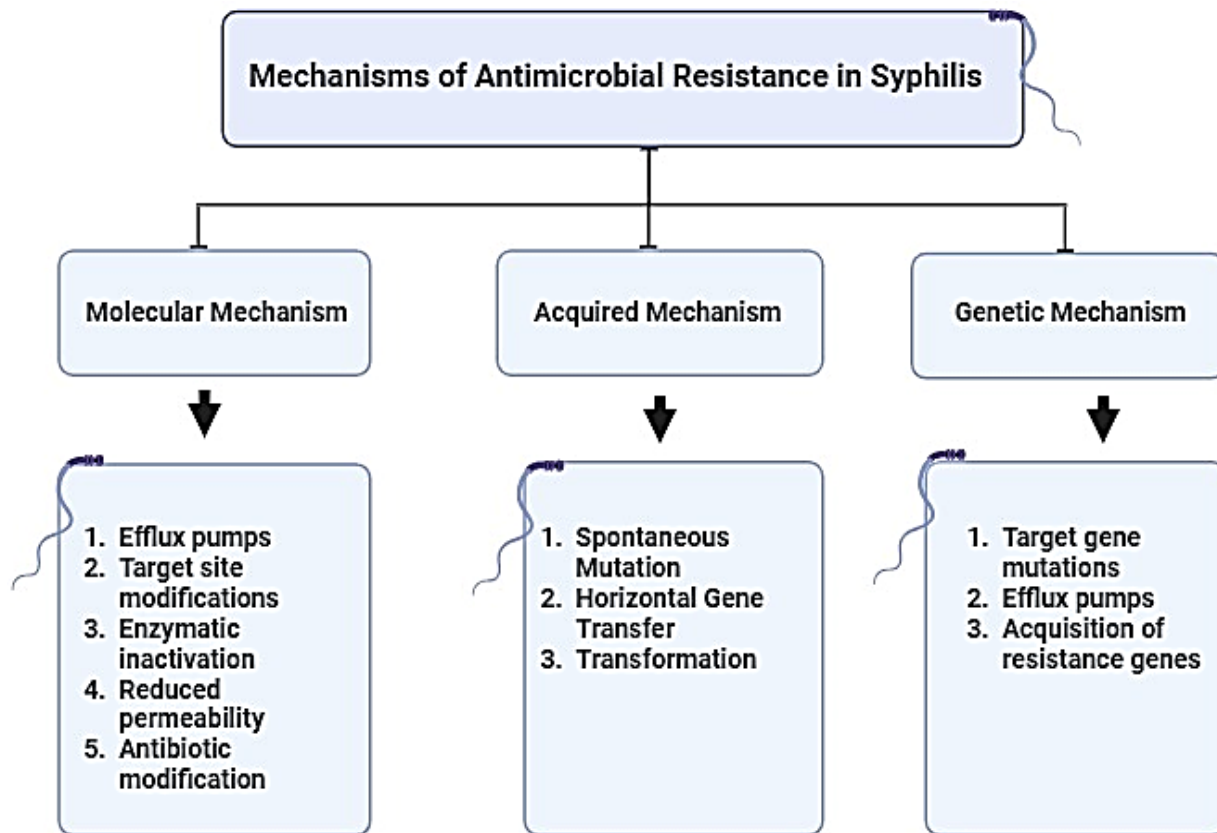 Mechanisms of Antimicrobial Resistance in Syphilis
Molecular Mechanism
Acquired Mechanism
Genetic Mechanism
1. Efflux pumps
2. Target site
modifications
3. Enzymatic
inactivation
4. Reduced
permeability
5. Antibiotic
modification
1. Spontaneous
Mutation
2. Horizontal Gene
Transfer
3. Transformation
1. Target gene
mutations
2. Efflux pumps
3. Acquisition of
resistance genes